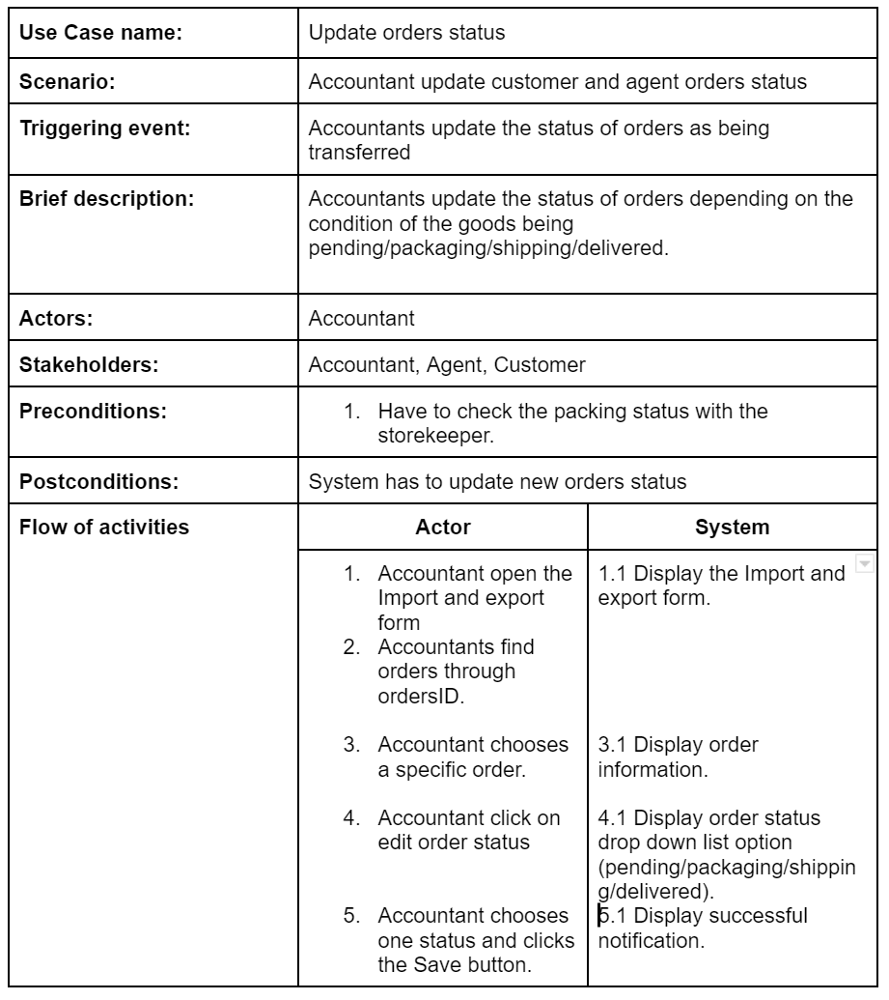 Use Case name:
Update orders status
Scenario:
Accountant update customer and agent orders status
Triggering event:
Accountants update the status of orders as being
transferred
Brief description:
Accountants update the status of orders depending on the
condition of the goods being
pending/packaging/shipping/delivered.
Actors:
Accountant
Stakeholders:
Accountant, Agent, Customer
Preconditions:
1. Have to check the packing status with the
storekeeper.
Postconditions:
System has to update new orders status
Flow of activities
Actor
System
1. Accountant open the
Import and export
form
2. Accountants find
orders through
ordersID.
3. Accountant chooses
a specific order.
4. Accountant click on
edit order status
5. Accountant chooses
one status and clicks
the Save button.
1.1 Display the Import and
export form.
3.1 Display order
information.
4.1 Display order status
drop down list option
(pending/packaging/shippin
g/delivered).
5.1 Display successful
notification.